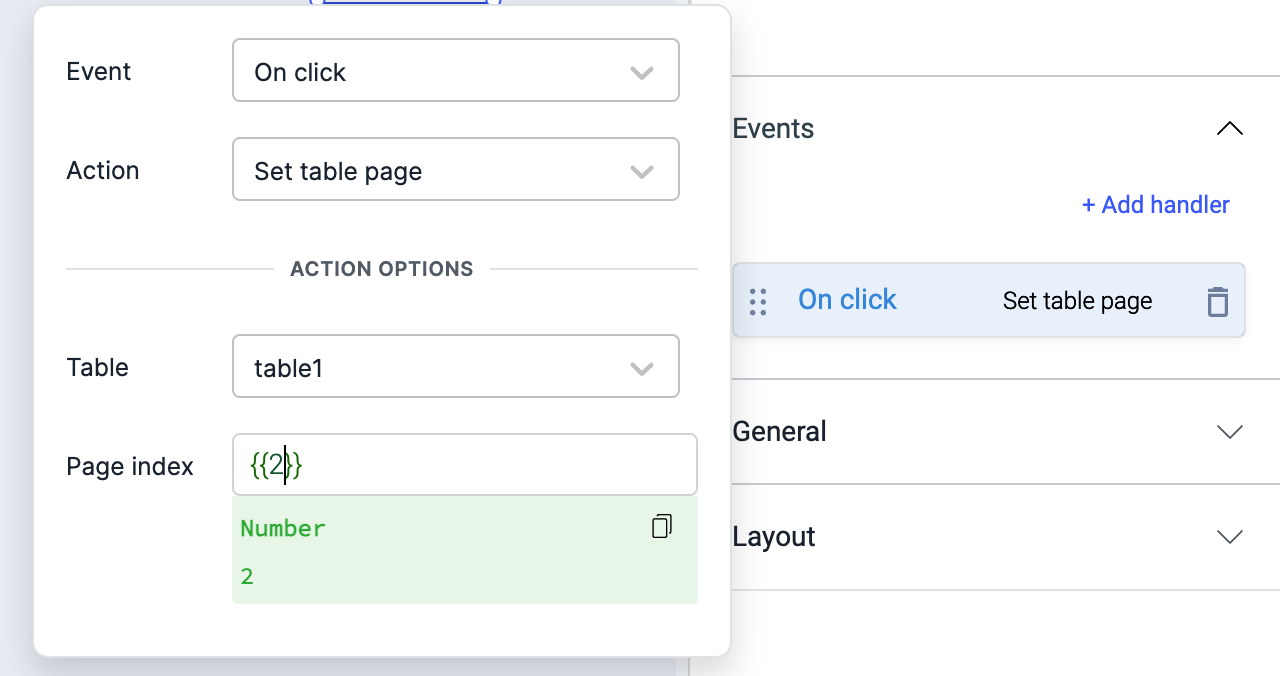 Event
On click
Action
Set table page
ACTION OPTIONS
Table
table1
Page index
{{2}}
Number
2
Events
+ Add handler
On click
Set table page
General
Layout